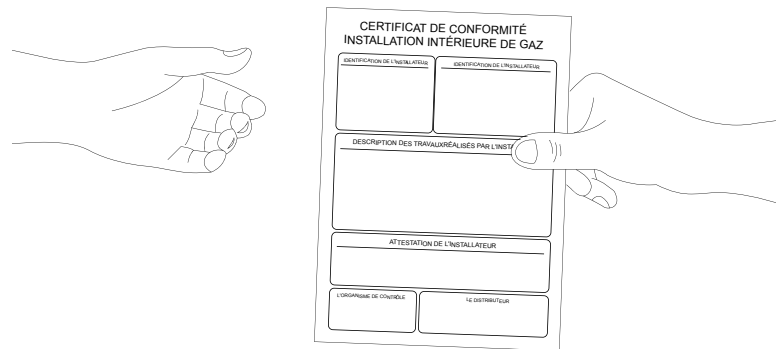 CERTIFICAT DE CONFORMITÉ
INSTALLATION INTÉRIEURE DE GAZ
IDENTIFICATION DE L'INSTALLATEUR
IDENTIFICATION DE L'INSTALLATEUR
DESCRIPTION DES TRAVAUXRÉALISÉS PAR L'INSTA
ATTESTATION DE L'INSTALLATEUR
L'ORGANISME DE CONTRÔLE
LE DISTRIBUTEUR